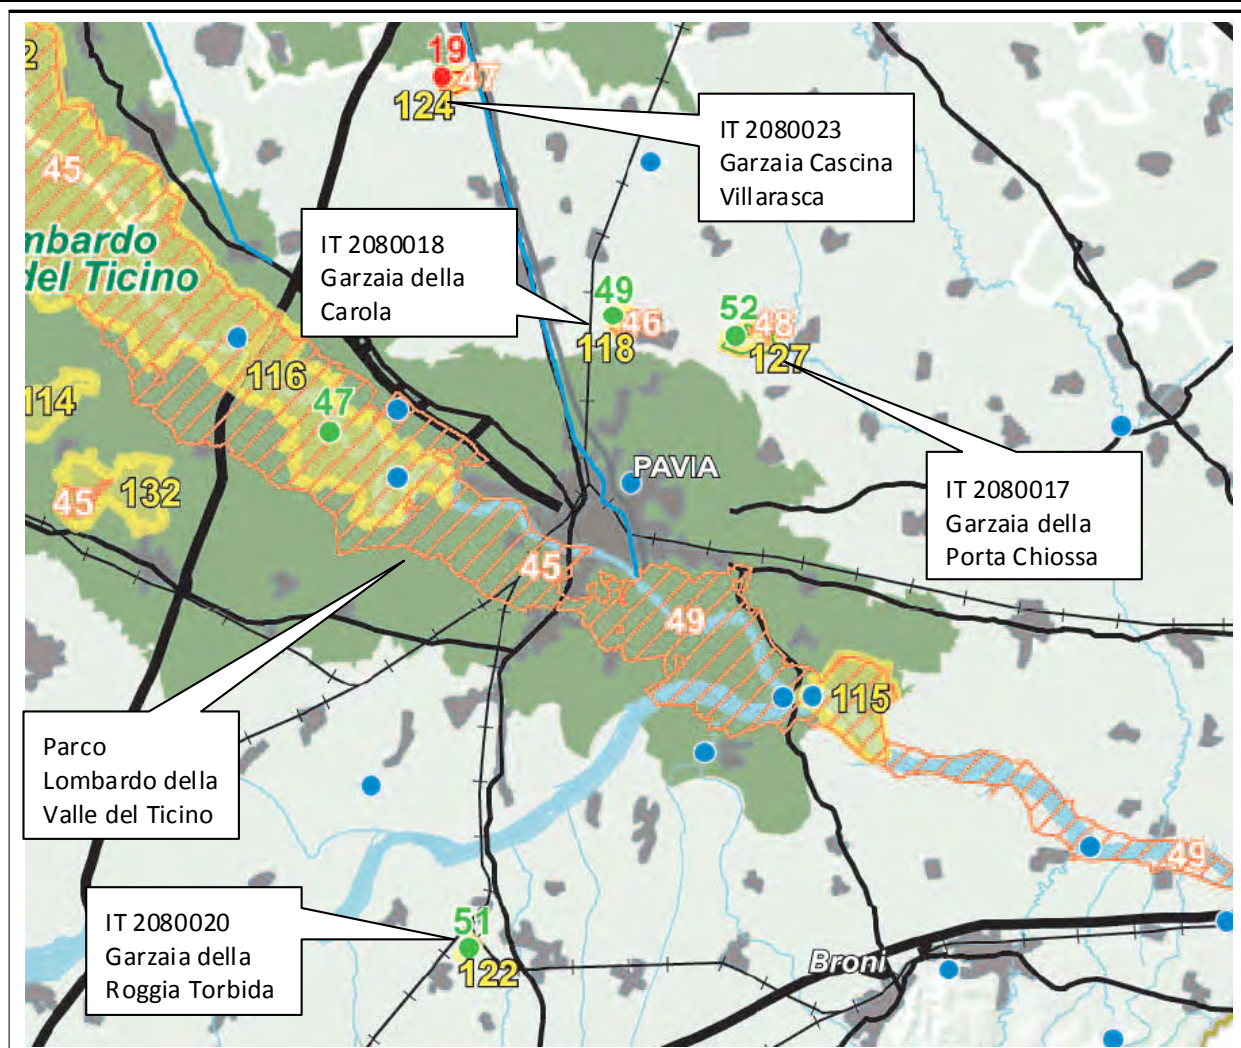 19
47
124
IT 2080023
Garzaia Cascina
Villarasca
2
45
mbardo
del Ticino
IT 2080018
Garzaia della
Carola
49
46
118
52
48
127
116
114
47
PAVIA
45
132
IT 2080017
Garzaia della
Porta Chiossa
45
49
115
Parco
Lombardo della
Valle del Ticino
49
IT 2080020
Garzaia della
Roggia Torbida
51
122
Broni